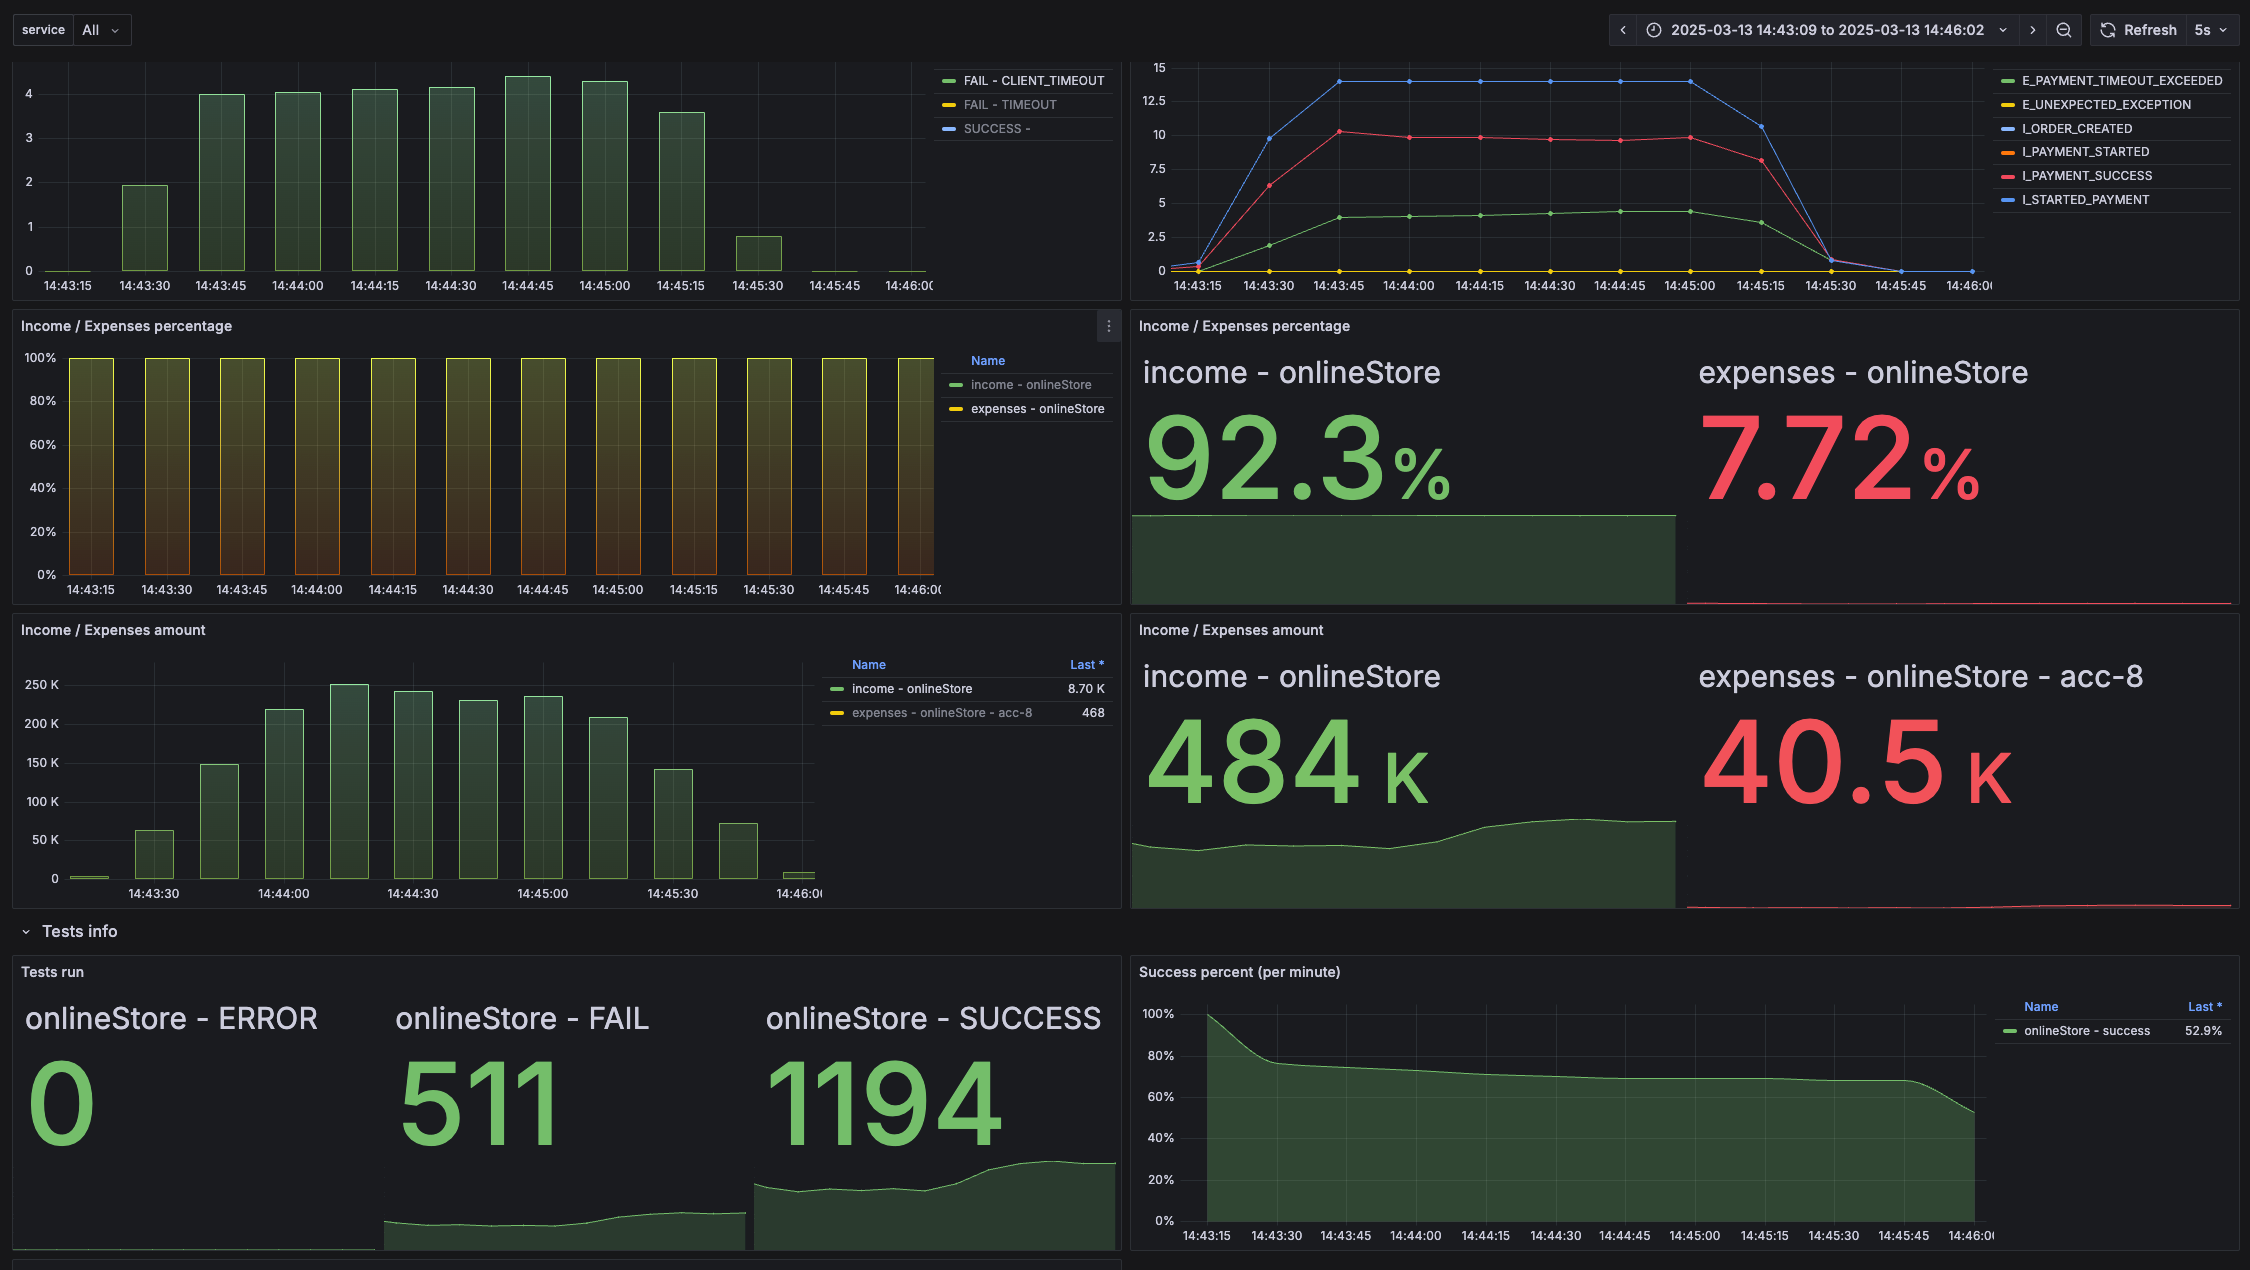 service All
2025-03-13 14:43:09 to 2025-03-13 14:46:02
Refresh 5s
4
3
2
1
0
14:43:15 14:43:30 14:43:45 14:44:00 14:44:15 14:44:30 14:44:45 14:45:00 14:45:15 14:45:30 14:45:45 14:46:00
FAIL - CLIENT_TIMEOUT
FAIL - TIMEOUT
SUCCESS -
15
12.5
10
7.5
5
2.5
0
14:43:15 14:43:30 14:43:45 14:44:00 14:44:15 14:44:30 14:44:45 14:45:00 14:45:15 14:45:30 14:45:45 14:46:00
E_PAYMENT_TIMEOUT_EXCEEDED
E_UNEXPECTED_EXCEPTION
I_ORDER_CREATED
I_PAYMENT_STARTED
I_PAYMENT_SUCCESS
I_STARTED_PAYMENT
Income / Expenses percentage
100%
80%
60%
40%
20%
0%
14:43:15 14:43:30 14:43:45 14:44:00 14:44:15 14:44:30 14:44:45 14:45:00 14:45:15 14:45:30 14:45:45 14:46:00
Name
income - onlineStore
expenses - onlineStore
Income / Expenses percentage
income - onlineStore
92.3%
expenses - onlineStore
7.72%
Income / Expenses amount
250 K
200 K
150 K
100 K
50 K
0
14:43:30 14:44:00 14:44:30 14:45:00 14:45:30 14:46:00
Name Last *
income - onlineStore 8.70 K
expenses - onlineStore - acc-8 468
Income / Expenses amount
income - onlineStore
484 K
expenses - onlineStore - acc-8
40.5 K
Tests info
Tests run
onlineStore - ERROR
0
onlineStore - FAIL
511
onlineStore - SUCCESS
1194
Success percent (per minute)
100%
80%
60%
40%
20%
0%
14:43:15 14:43:30 14:43:45 14:44:00 14:44:15 14:44:30 14:44:45 14:45:00 14:45:15 14:45:30 14:45:45 14:46:00
Name Last *
onlineStore - success 52.9%